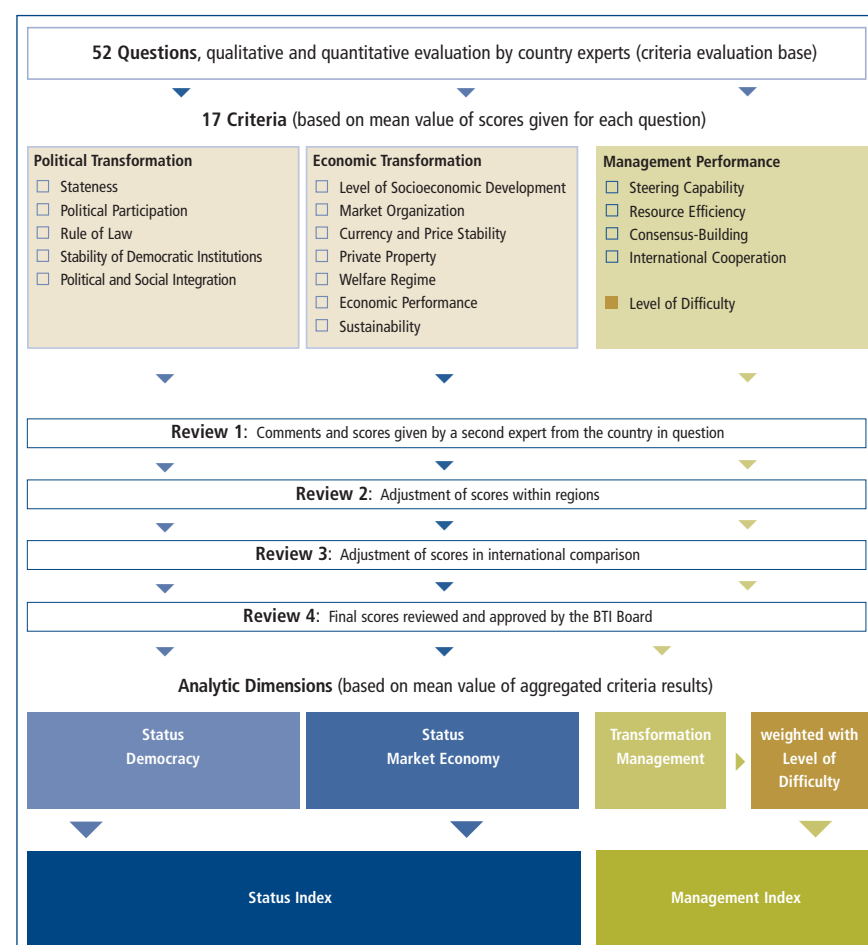 52 Questions, qualitative and quantitative evaluation by country experts (criteria evaluation base)
17 Criteria (based on mean value of scores given for each question)
Political Transformation
Stateness
Political Participation
Rule of Law
Stability of Democratic Institutions
Political and Social Integration
Economic Transformation
Level of Socioeconomic Development
Market Organization
Currency and Price Stability
Private Property
Welfare Regime
Economic Performance
Sustainability
Management Performance
Steering Capability
Resource Efficiency
Consensus-Building
International Cooperation
Level of Difficulty
Review 1: Comments and scores given by a second expert from the country in question
Review 2: Adjustment of scores within regions
Review 3: Adjustment of scores in international comparison
Review 4: Final scores reviewed and approved by the BTI Board
Analytic Dimensions (based on mean value of aggregated criteria results)
Status
Democracy
Status
Market Economy
Transformation
Management
weighted with
Level of
Difficulty
Status Index
Management Index